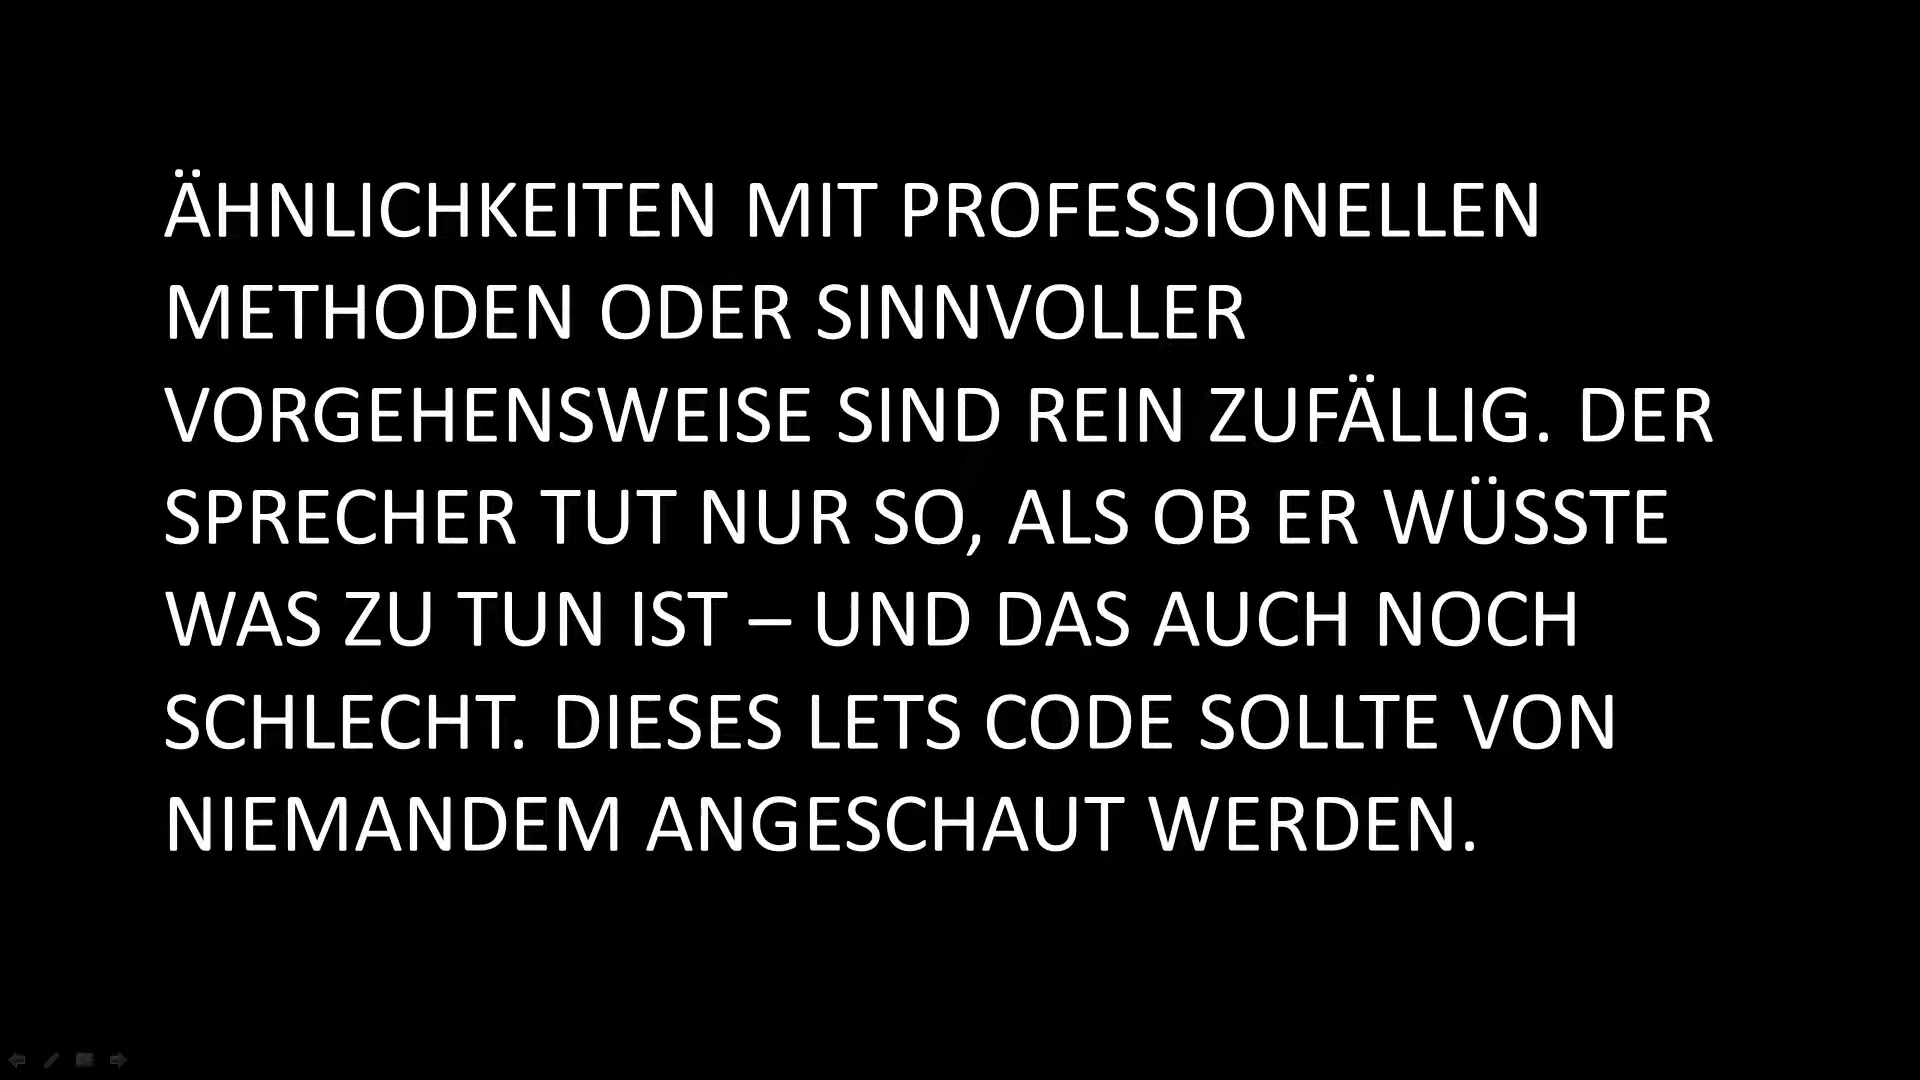 ÄHNLICHKEITEN MIT PROFESSIONELLEN
METHODEN ODER SINNVOLLER
VORGEHENSWEISE SIND REIN ZUFÄLLIG. DER
SPRECHER TUT NUR SO, ALS OB ER WÜSSTE
WAS ZU TUN IST – UND DAS AUCH NOCH
SCHLECHT. DIESES LETS CODE SOLLTE VON
NIEMANDEM ANGESCHAUT WERDEN.